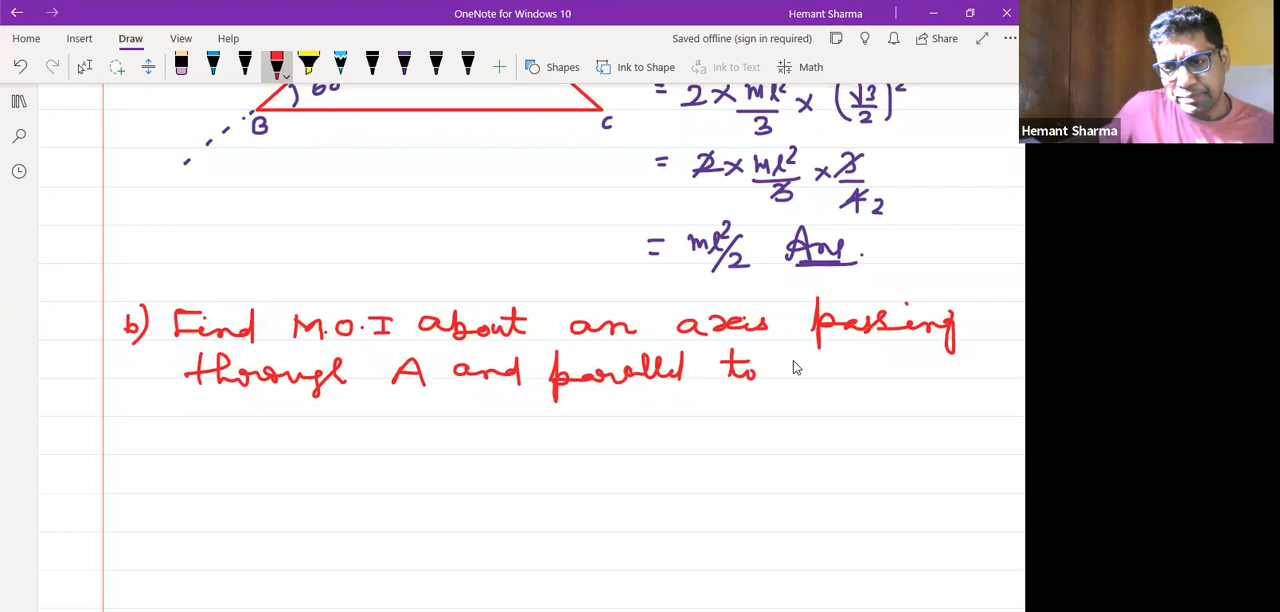 OneNote for Windows 10
Hemant Sharma
Home Insert Draw View Help
Saved offline (sign in required)
Share
Shapes
Ink to Shape
Ink to Text
Math
Hemant Sharma
60
B
C
= 2 × ml²/3 × (√3/2)²
= 2 × ml²/3 × 3/4 2
= ml²/2 Ans.
b) Find M.O.I about an axis passing
through A and parallel to